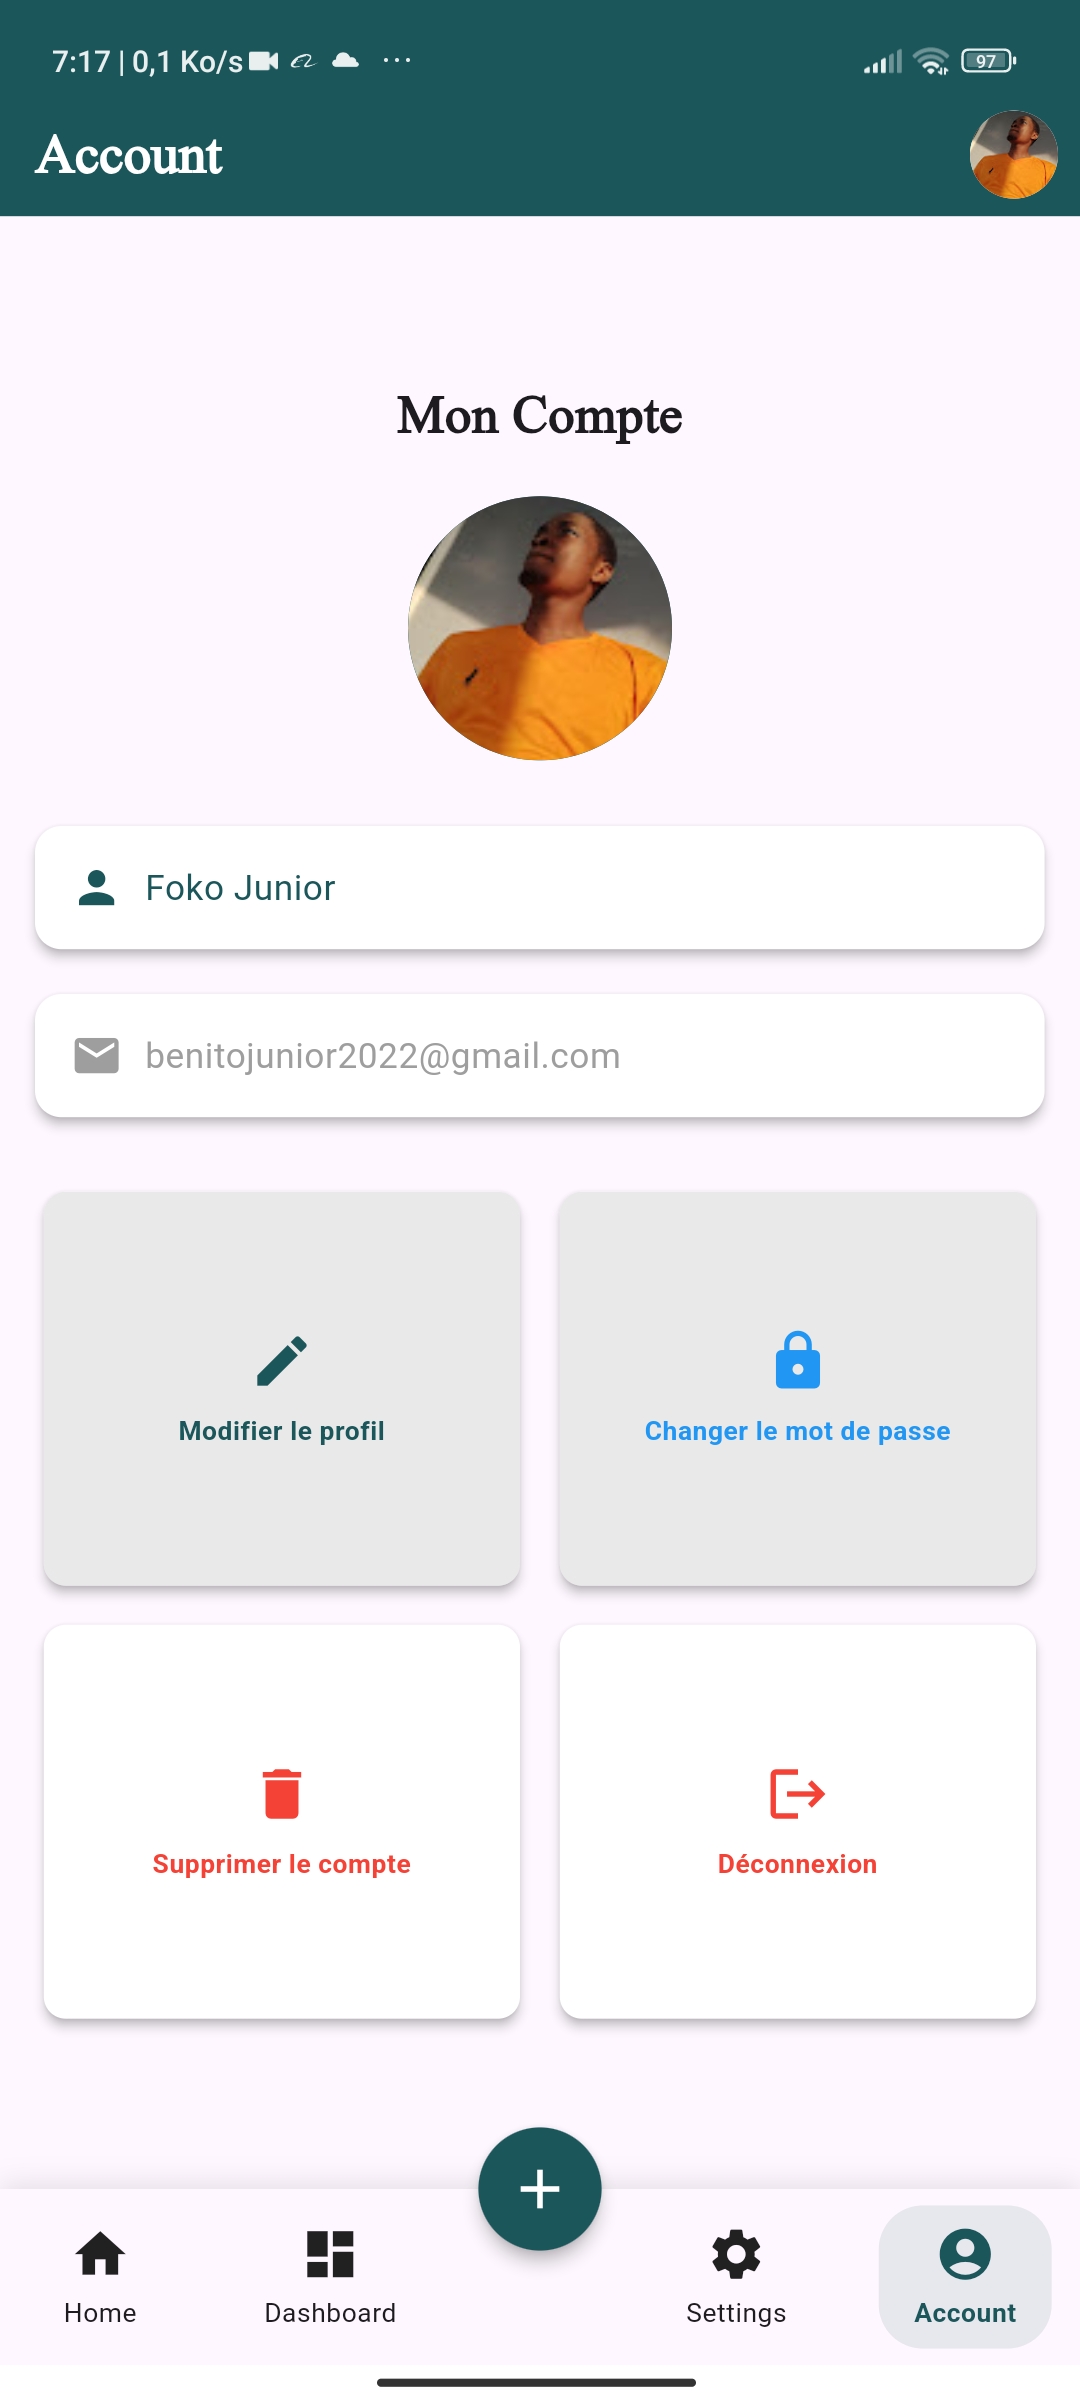 7:17 | 0,1 Ko/s ...
97
Account
Mon Compte
Foko Junior
benitojunior2022@gmail.com
Modifier le profil
Changer le mot de passe
Supprimer le compte
Déconnexion
Home
Dashboard
Settings
Account